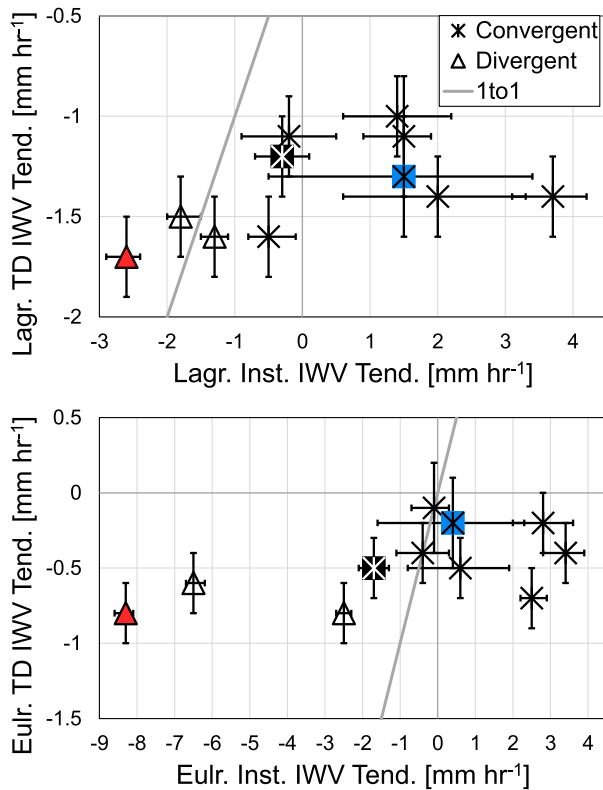 Convergent
Divergent
1to1
Lagr. TD IWV Tend. [mm hr-1]
-0.5
-1
-1.5
-2
-3 -2 -1 0 1 2 3 4
Lagr. Inst. IWV Tend. [mm hr-1]
Eulr. TD IWV Tend. [mm hr-1]
0.5
0
-0.5
-1
-1.5
-9 -8 -7 -6 -5 -4 -3 -2 -1 0 1 2 3 4
Eulr. Inst. IWV Tend. [mm hr-1]